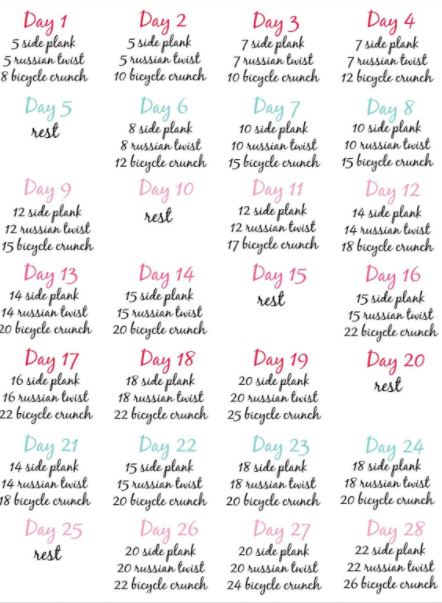 Day 1
5 side plank
5 russian twist
8 bicycle crunch
Day 2
5 side plank
5 russian twist
10 bicycle crunch
Day 3
7 side plank
7 russian twist
10 bicycle crunch
Day 4
7 side plank
7 russian twist
12 bicycle crunch
Day 5
rest
Day 6
8 side plank
8 russian twist
12 bicycle crunch
Day 7
10 side plank
10 russian twist
15 bicycle crunch
Day 8
10 side plank
10 russian twist
15 bicycle crunch
Day 9
12 side plank
12 russian twist
15 bicycle crunch
Day 10
rest
Day 11
12 side plank
12 russian twist
17 bicycle crunch
Day 12
14 side plank
14 russian twist
18 bicycle crunch
Day 13
14 side plank
14 russian twist
20 bicycle crunch
Day 14
15 side plank
15 russian twist
20 bicycle crunch
Day 15
rest
Day 16
15 side plank
15 russian twist
22 bicycle crunch
Day 17
16 side plank
16 russian twist
22 bicycle crunch
Day 18
18 side plank
18 russian twist
22 bicycle crunch
Day 19
20 side plank
20 russian twist
25 bicycle crunch
Day 20
rest
Day 21
14 side plank
14 russian twist
18 bicycle crunch
Day 22
15 side plank
15 russian twist
20 bicycle crunch
Day 23
18 side plank
18 russian twist
20 bicycle crunch
Day 24
18 side plank
18 russian twist
20 bicycle crunch
Day 25
rest
Day 26
20 side plank
20 russian twist
22 bicycle crunch
Day 27
20 side plank
20 russian twist
24 bicycle crunch
Day 28
22 side plank
22 russian twist
26 bicycle crunch